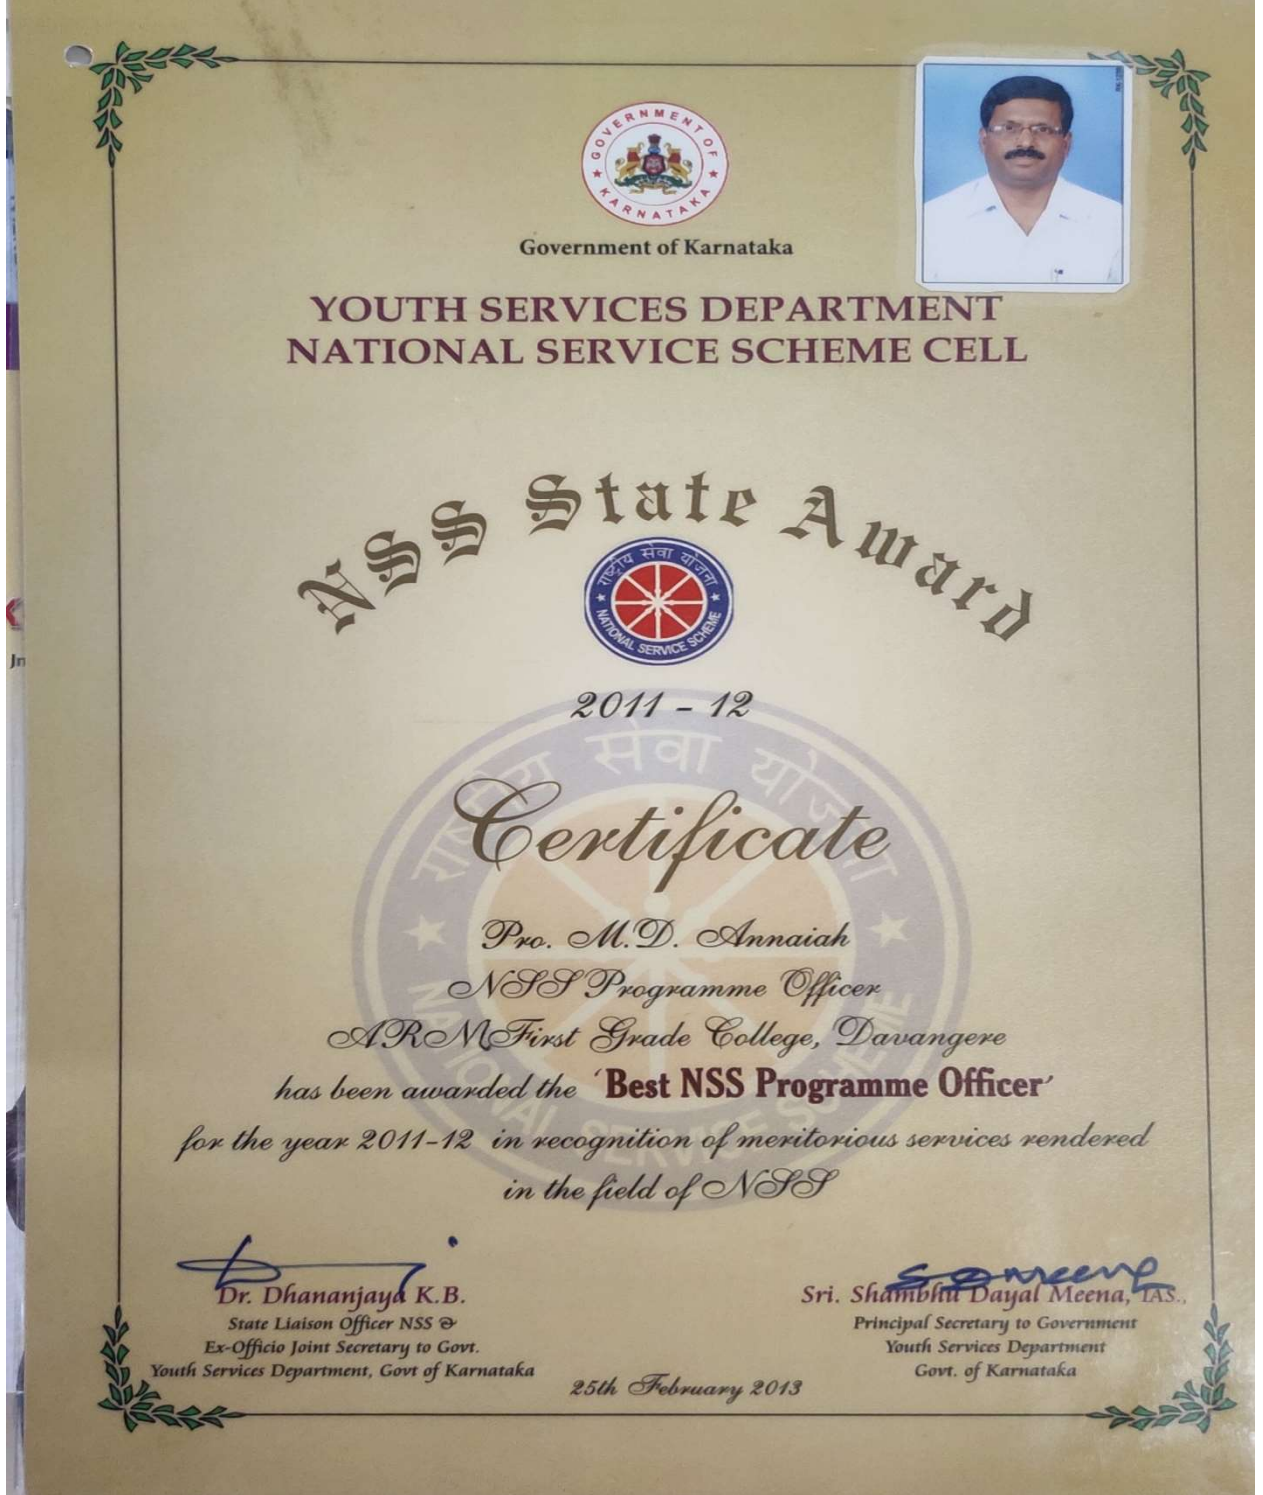 GOVERNMENT OF KARNATAKA
Government of Karnataka
YOUTH SERVICES DEPARTMENT
NATIONAL SERVICE SCHEME CELL
NSS State Award
राष्ट्रीय सेवा योजना
NATIONAL SERVICE SCHEME
2011 - 12
राष्ट्रीय सेवा योजना
Certificate
Pro. M.D. Annaiah
NSS Programme Officer
ARM First Grade College, Davangere
has been awarded the 'Best NSS Programme Officer'
for the year 2011-12 in recognition of meritorious services rendered
in the field of NSS
NATIONAL SERVICE SCHEME
Dr. Dhananjaya K.B.
State Liaison Officer NSS &
Ex-Officio Joint Secretary to Govt.
Youth Services Department, Govt of Karnataka
Sri. Shambhu Dayal Meena, IAS.,
Principal Secretary to Government
Youth Services Department
Govt. of Karnataka
25th February 2013